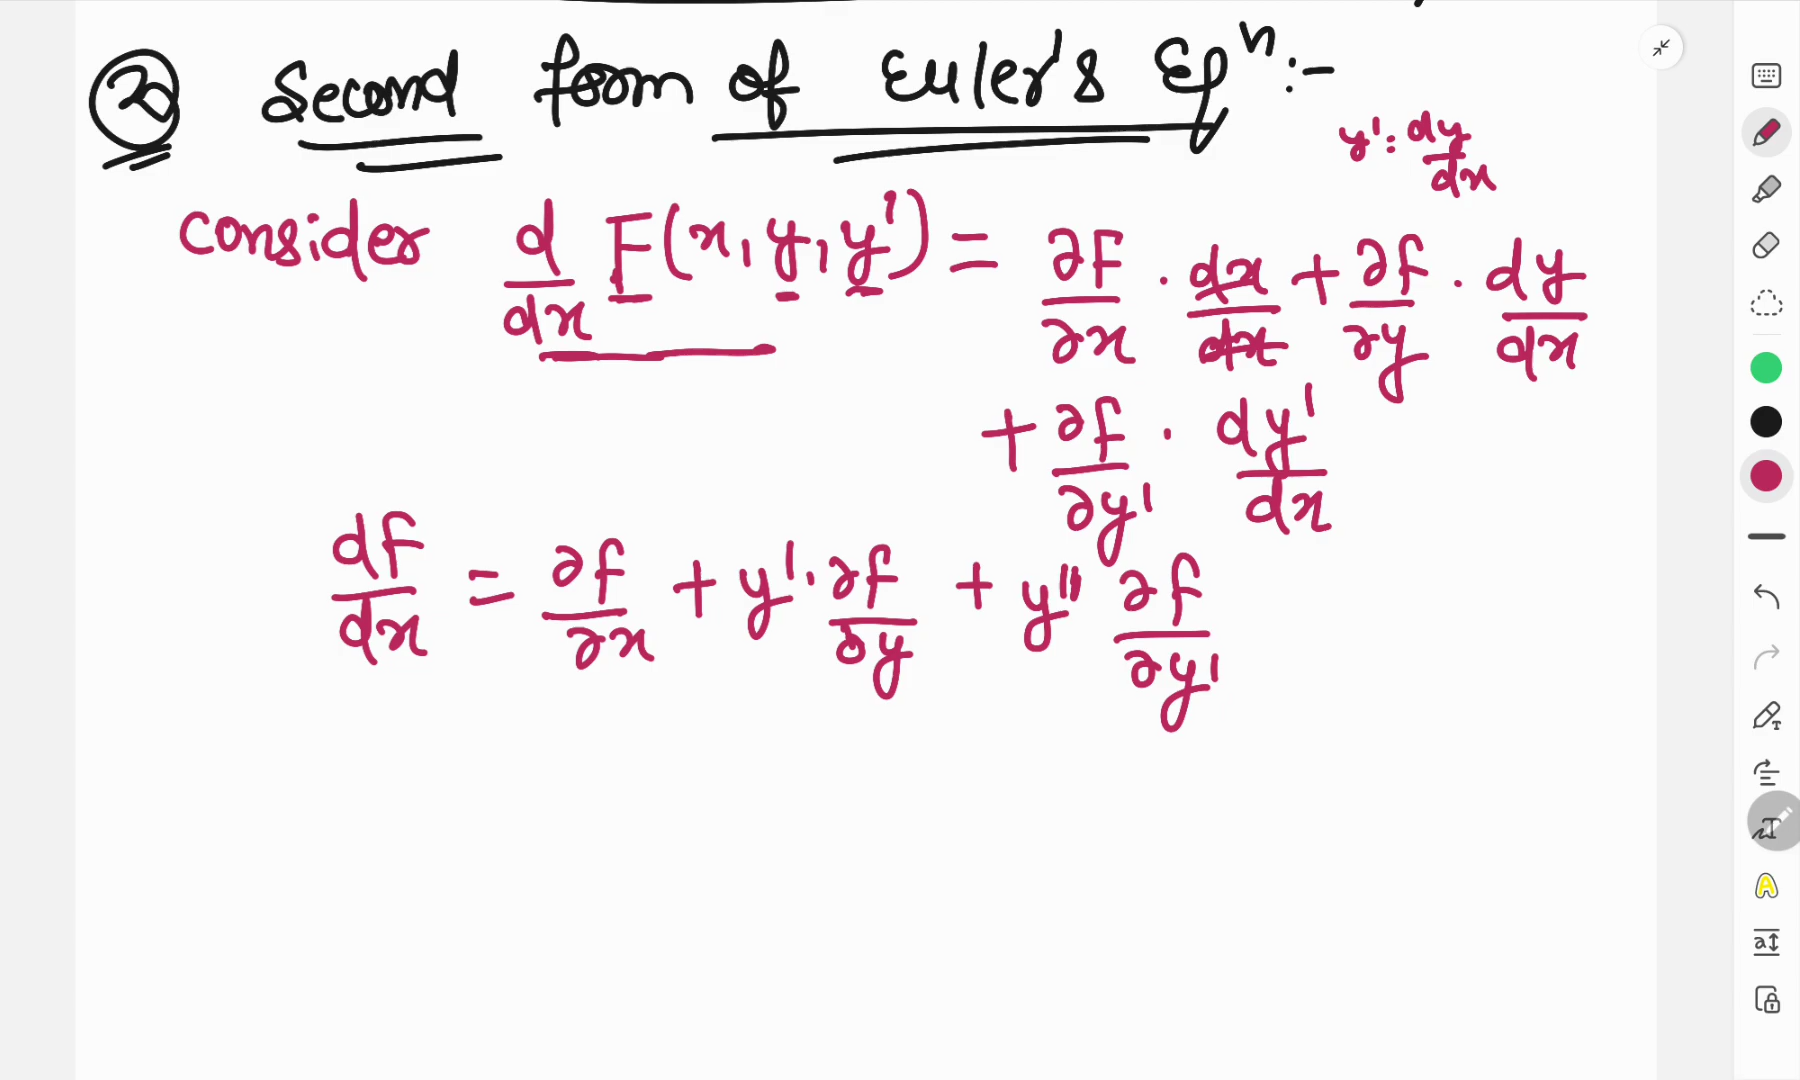 ② Second form of Euler's Eqⁿ :-
y' : dy/dx
consider d/dx F(x, y, y') = ∂F/∂x · dx/dx + ∂f/∂y · dy/dx
+ ∂f/∂y' · dy'/dx
df/dx = ∂f/∂x + y' · ∂f/∂y + y'' ∂f/∂y'